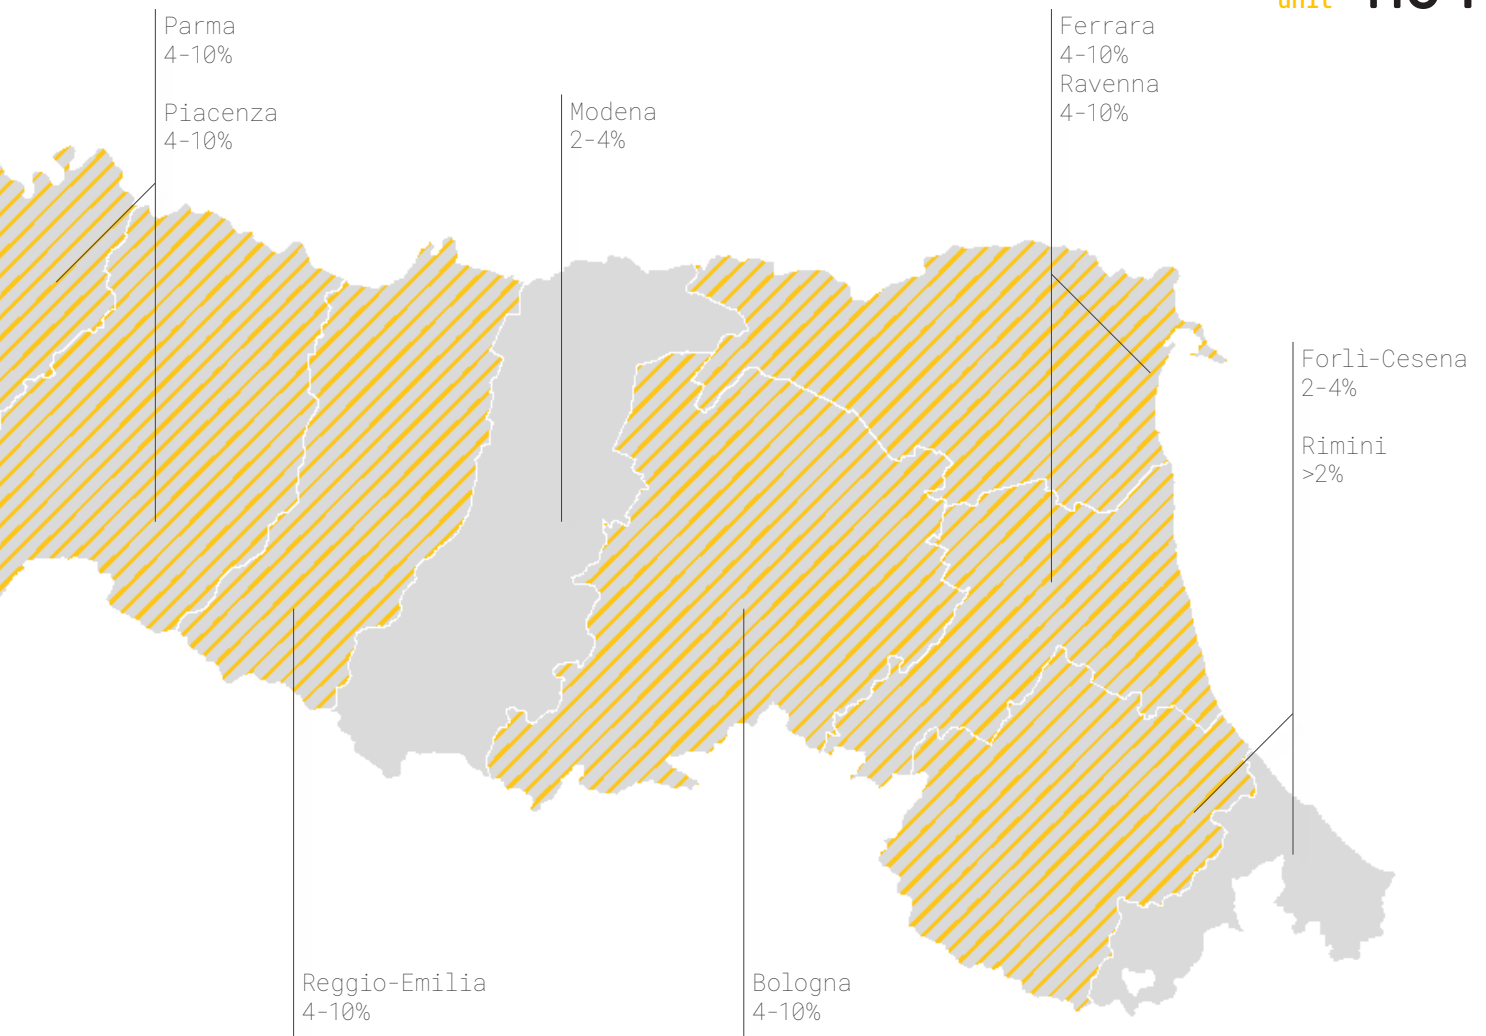 unit
Parma
4-10%
Piacenza
4-10%
Modena
2-4%
Ferrara
4-10%
Ravenna
4-10%
Forlì-Cesena
2-4%
Rimini
>2%
Reggio-Emilia
4-10%
Bologna
4-10%